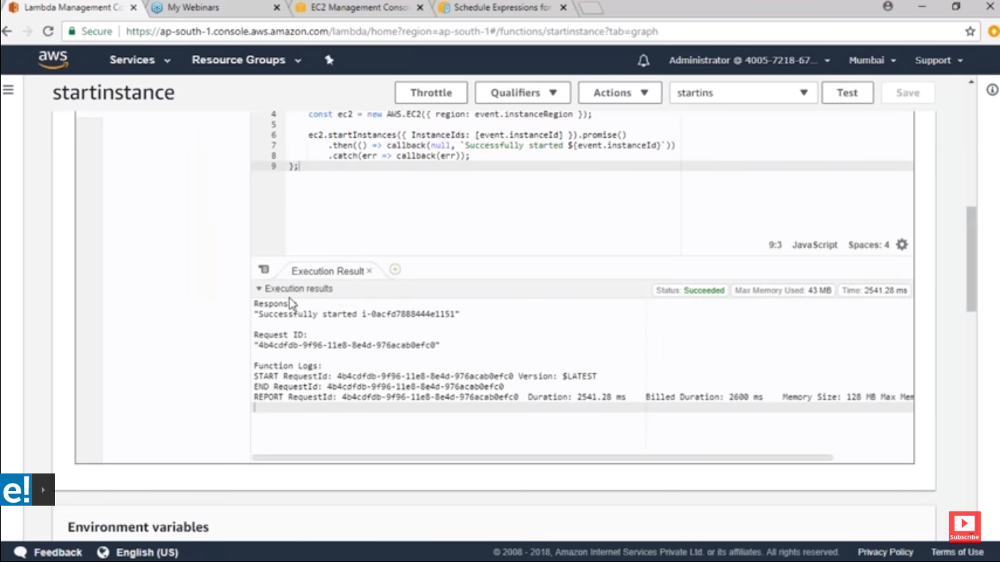 Lambda Management Co
My Webinars
EC2 Management Conso
Schedule Expressions for
Secure
https://ap-south-1.console.aws.amazon.com/lambda/home?region=ap-south-1#/functions/startinstance?tab=graph
aws
Services
Resource Groups
Administrator @ 4005-7218-67...
Mumbai
Support
startinstance
Throttle
Qualifiers
Actions
startins
Test
Save
4 const ec2 = new AWS.EC2({ region: event.instanceRegion });
5
6 ec2.startInstances({ InstanceIds: [event.instanceId] }).promise()
7 .then(() => callback(null, `Successfully started ${event.instanceId}`))
8 .catch(err => callback(err));
9 };
9:3 JavaScript Spaces: 4
Execution Result
Execution results
Status: Succeeded
Max Memory Used: 43 MB
Time: 2541.28 ms
Respons
"Successfully started i-0acfd7888444e1151"
Request ID:
"4b4cdfdb-9f96-11e8-8e4d-976acab0efc0"
Function Logs:
START RequestId: 4b4cdfdb-9f96-11e8-8e4d-976acab0efc0 Version: $LATEST
END RequestId: 4b4cdfdb-9f96-11e8-8e4d-976acab0efc0
REPORT RequestId: 4b4cdfdb-9f96-11e8-8e4d-976acab0efc0 Duration: 2541.28 ms Billed Duration: 2600 ms Memory Size: 128 MB Max Mem
e!
Environment variables
Subscribe
Feedback
English (US)
© 2008 - 2018, Amazon Internet Services Private Ltd. or its affiliates. All rights reserved.
Privacy Policy
Terms of Use